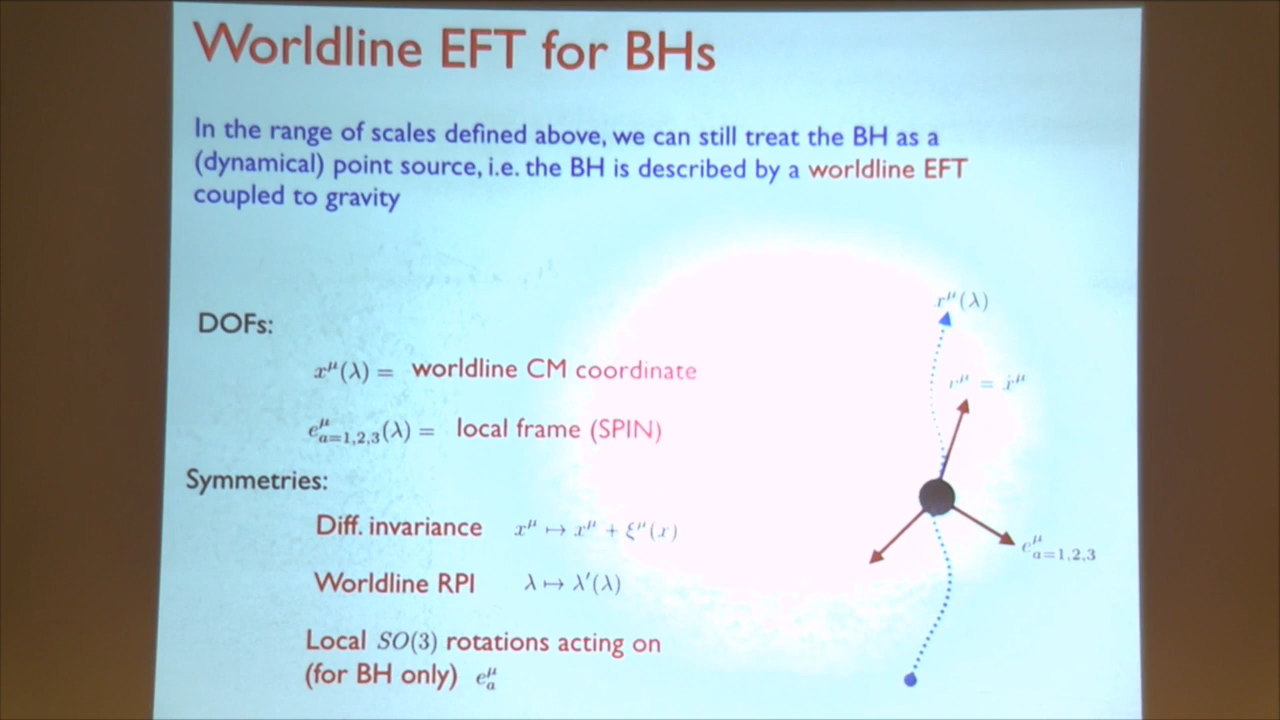 Worldline EFT for BHs
In the range of scales defined above, we can still treat the BH as a
(dynamical) point source, i.e. the BH is described by a worldline EFT
coupled to gravity
DOFs:
x^μ(λ) = worldline CM coordinate
e^μ_{a=1,2,3}(λ) = local frame (SPIN)
Symmetries:
Diff. invariance x^μ ↦ x^μ + ξ^μ(x)
Worldline RPI λ ↦ λ′(λ)
Local SO(3) rotations acting on
(for BH only) e^μ_a
x^μ(λ)
v^μ = ẋ^μ
e^μ_{a=1,2,3}